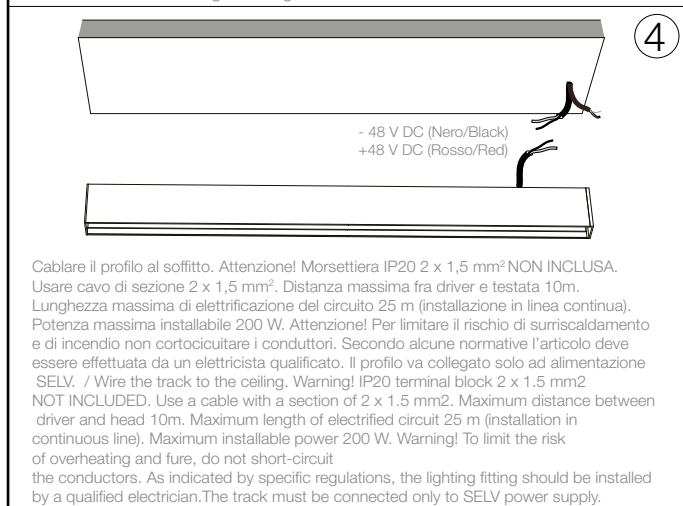 4
- 48 V DC (Nero/Black)
+48 V DC (Rosso/Red)
Cablare il profilo al soffitto. Attenzione! Morsettiera IP20 2 x 1,5 mm² NON INCLUSA.
Usare cavo di sezione 2 x 1,5 mm². Distanza massima fra driver e testata 10m.
Lunghezza massima di elettrificazione del circuito 25 m (installazione in linea continua).
Potenza massima installabile 200 W. Attenzione! Per limitare il rischio di surriscaldamento
e di incendio non cortocicuitare i conduttori. Secondo alcune normative l'articolo deve
essere effettuata da un elettricista qualificato. Il profilo va collegato solo ad alimentazione
SELV. / Wire the track to the ceiling. Warning! IP20 terminal block 2 x 1.5 mm2
NOT INCLUDED. Use a cable with a section of 2 x 1.5 mm2. Maximum distance between
driver and head 10m. Maximum length of electrified circuit 25 m (installation in
continuous line). Maximum installable power 200 W. Warning! To limit the risk
of overheating and fure, do not short-circuit
the conductors. As indicated by specific regulations, the lighting fitting should be installed
by a qualified electrician.The track must be connected only to SELV power supply.